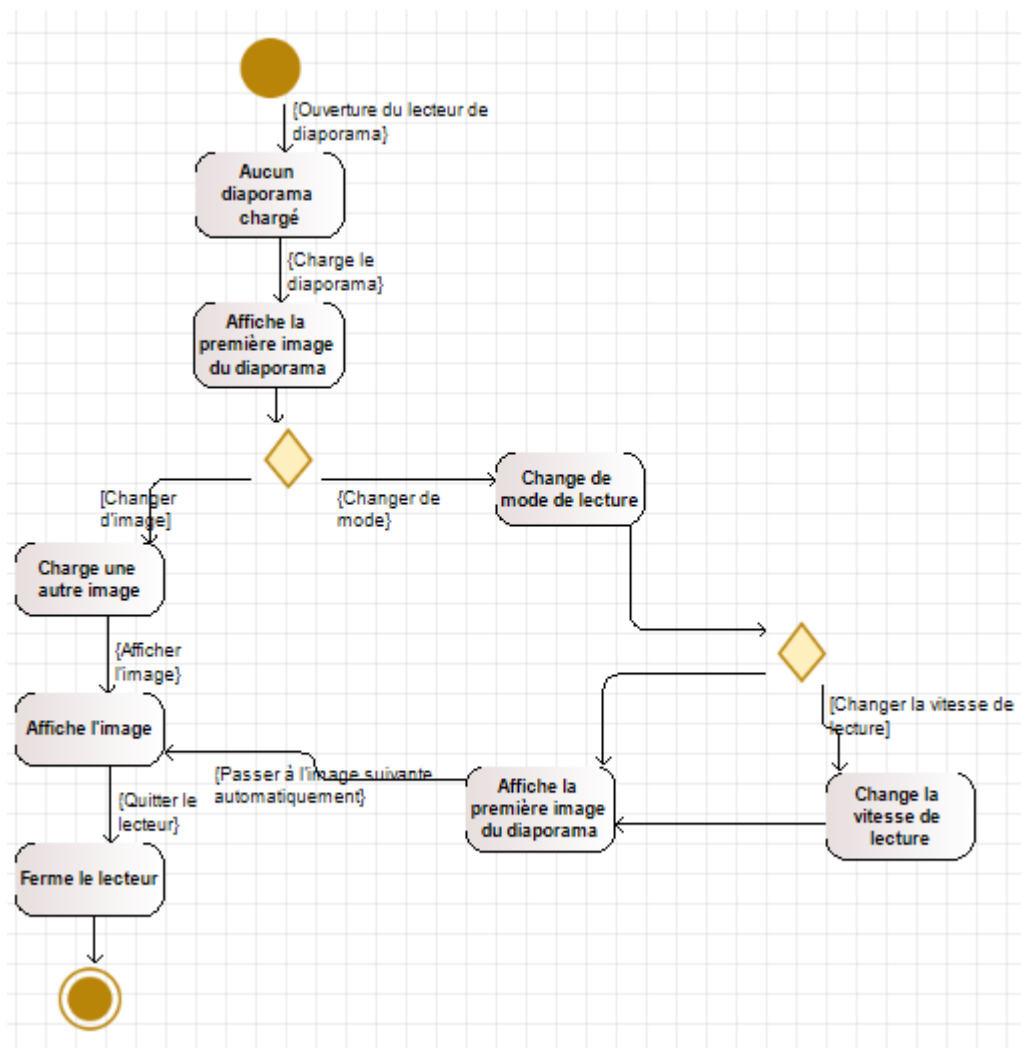 {Ouverture du lecteur de
diaporama}
Aucun
diaporama
chargé
{Charge le
diaporama}
Affiche la
première image
du diaporama
[Changer
d'image]
{Changer de
mode}
Change de
mode de lecture
Charge une
autre image
{Afficher
l'image}
[Changer la vitesse de
lecture]
Affiche l'image
{Passer à l'image suivante
automatiquement}
Affiche la
première image
du diaporama
Change la
vitesse de
lecture
{Quitter le
lecteur}
Ferme le lecteur